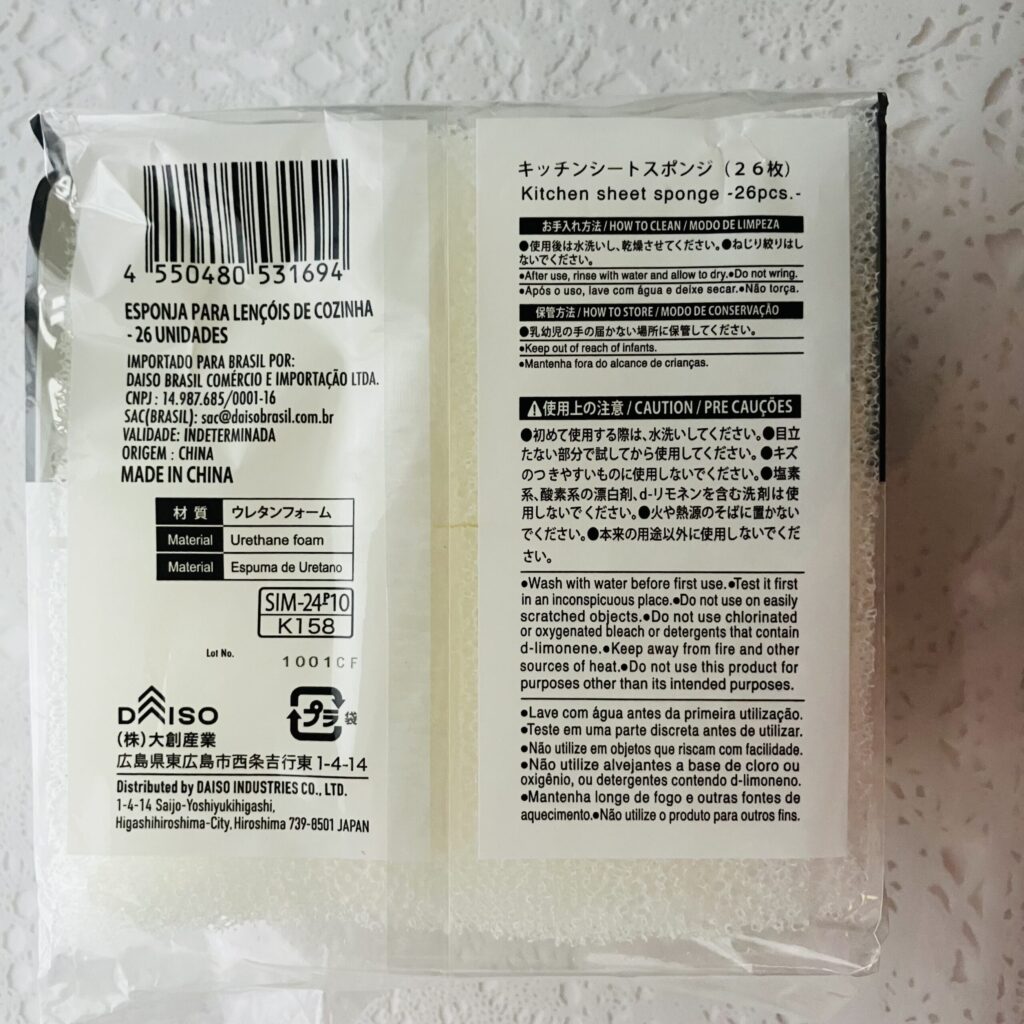 4 550480 531694
ESPONJA PARA LENÇÓIS DE COZINHA
- 26 UNIDADES
IMPORTADO PARA BRASIL POR:
DAISO BRASIL COMÉRCIO E IMPORTAÇÃO LTDA.
CNPJ : 14.987.685/0001-16
SAC(BRASIL): sac@daisobrasil.com.br
VALIDADE: INDETERMINADA
ORIGEM : CHINA
MADE IN CHINA
材 質 ウレタンフォーム
Material Urethane foam
Material Espuma de Uretano
SIM-24P10
K158
Lot No. 1001CF
DAISO プラ 袋
(株)大創産業
広島県東広島市西条吉行東 1-4-14
Distributed by DAISO INDUSTRIES CO., LTD.
1-4-14 Saijo-Yoshiyukihigashi,
Higashihiroshima-City, Hiroshima 739-8501 JAPAN
キッチンシートスポンジ（２６枚）
Kitchen sheet sponge -26pcs.-
お手入れ方法 / HOW TO CLEAN / MODO DE LIMPEZA
●使用後は水洗いし、乾燥させてください。●ねじり絞りはし
ないでください。
●After use, rinse with water and allow to dry.●Do not wring.
●Após o uso, lave com água e deixe secar.●Não torça.
保管方法 / HOW TO STORE / MODO DE CONSERVAÇÃO
●乳幼児の手の届かない場所に保管してください。
●Keep out of reach of infants.
●Mantenha fora do alcance de crianças.
⚠使用上の注意 / CAUTION / PRE CAUÇÕES
●初めて使用する際は、水洗いしてください。●目立
たない部分で試してから使用してください。●キズ
のつきやすいものに使用しないでください。●塩素
系、酸素系の漂白剤、d-リモネンを含む洗剤は使
用しないでください。●火や熱源のそばに置かない
でください。●本来の用途以外に使用しないでくだ
さい。
●Wash with water before first use.●Test it first
in an inconspicuous place.●Do not use on easily
scratched objects.●Do not use chlorinated
or oxygenated bleach or detergents that contain
d-limonene.●Keep away from fire and other
sources of heat.●Do not use this product for
purposes other than its intended purposes.
●Lave com água antes da primeira utilização.
●Teste em uma parte discreta antes de utilizar.
●Não utilize em objetos que riscam com facilidade.
●Não utilize alvejantes a base de cloro ou
oxigênio, ou detergentes contendo d-limoneno.
●Mantenha longe de fogo e outras fontes de
aquecimento.●Não utilize o produto para outros fins.